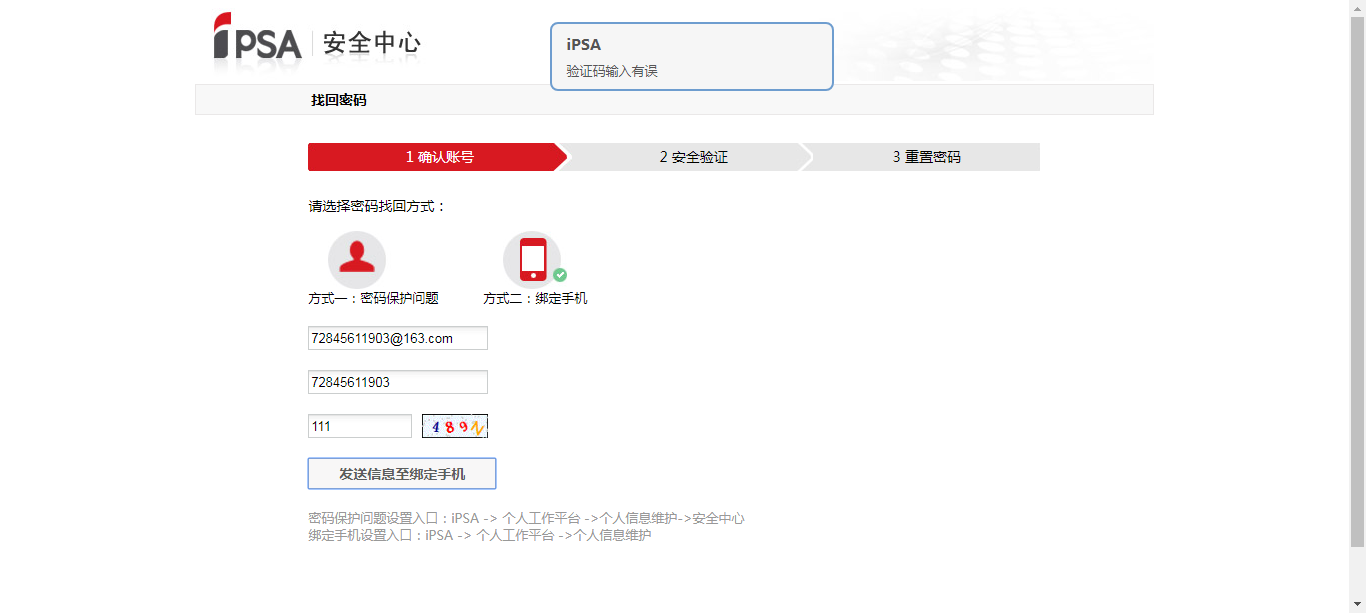 iPSA 安全中心
iPSA
验证码输入有误
找回密码
1 确认账号 2 安全验证 3 重置密码
请选择密码找回方式：
方式一：密码保护问题 方式二：绑定手机
72845611903@163.com
72845611903
111 489N
发送信息至绑定手机
密码保护问题设置入口：iPSA -> 个人工作平台 ->个人信息维护->安全中心
绑定手机设置入口：iPSA -> 个人工作平台 ->个人信息维护